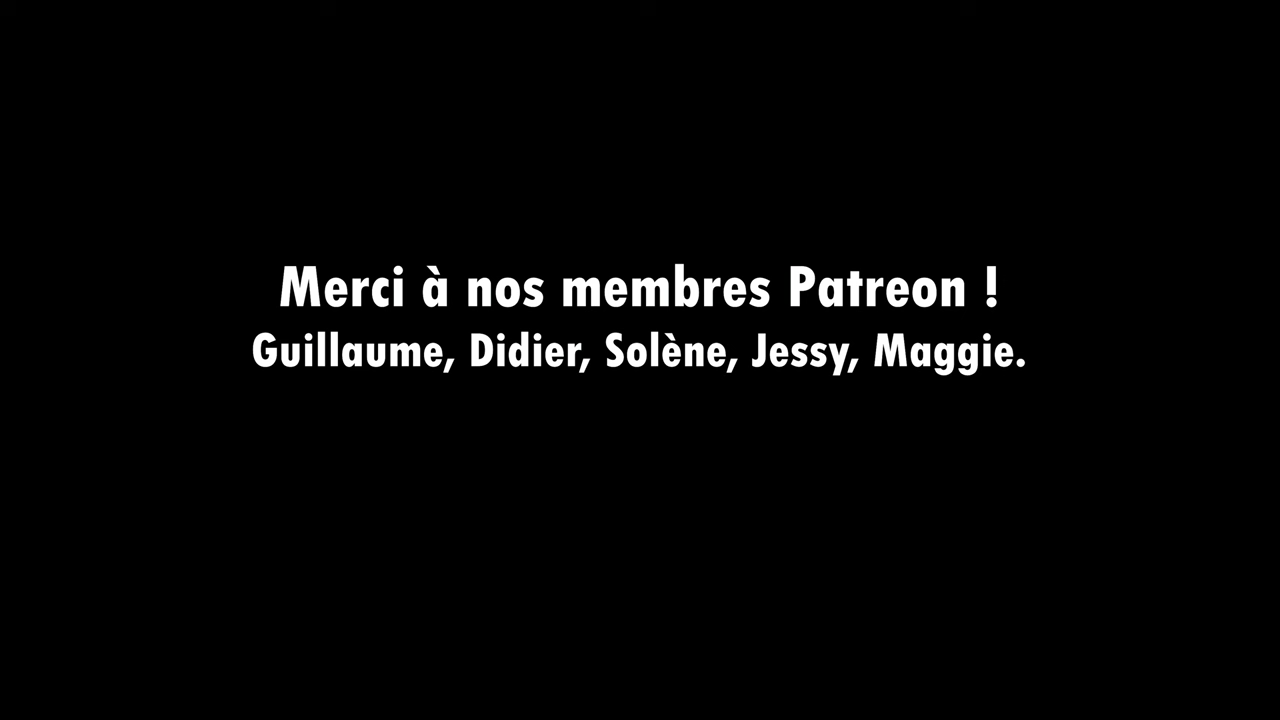 Merci à nos membres Patreon !
Guillaume, Didier, Solène, Jessy, Maggie.